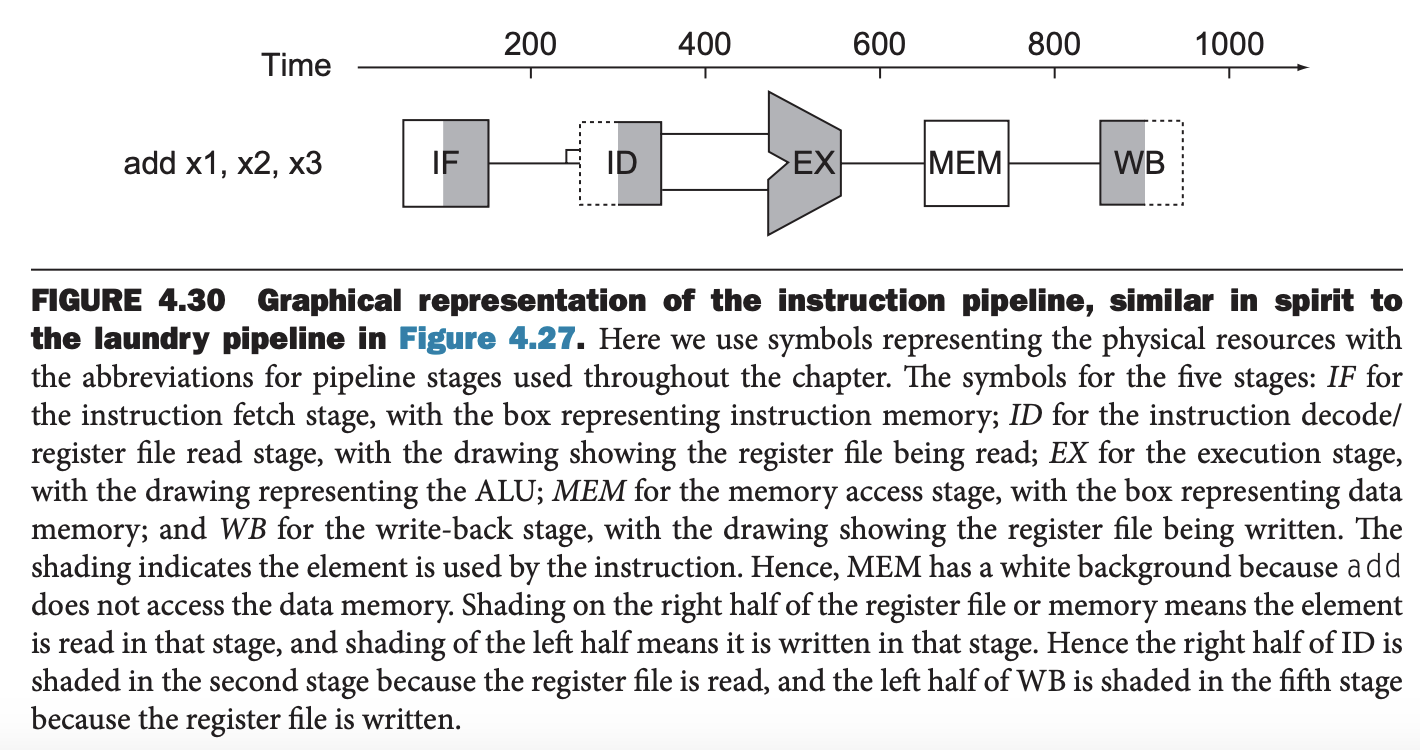 200 400 600 800 1000
Time
add x1, x2, x3 IF ID EX MEM WB
FIGURE 4.30 Graphical representation of the instruction pipeline, similar in spirit to
the laundry pipeline in Figure 4.27. Here we use symbols representing the physical resources with
the abbreviations for pipeline stages used throughout the chapter. The symbols for the five stages: IF for
the instruction fetch stage, with the box representing instruction memory; ID for the instruction decode/
register file read stage, with the drawing showing the register file being read; EX for the execution stage,
with the drawing representing the ALU; MEM for the memory access stage, with the box representing data
memory; and WB for the write-back stage, with the drawing showing the register file being written. The
shading indicates the element is used by the instruction. Hence, MEM has a white background because add
does not access the data memory. Shading on the right half of the register file or memory means the element
is read in that stage, and shading of the left half means it is written in that stage. Hence the right half of ID is
shaded in the second stage because the register file is read, and the left half of WB is shaded in the fifth stage
because the register file is written.